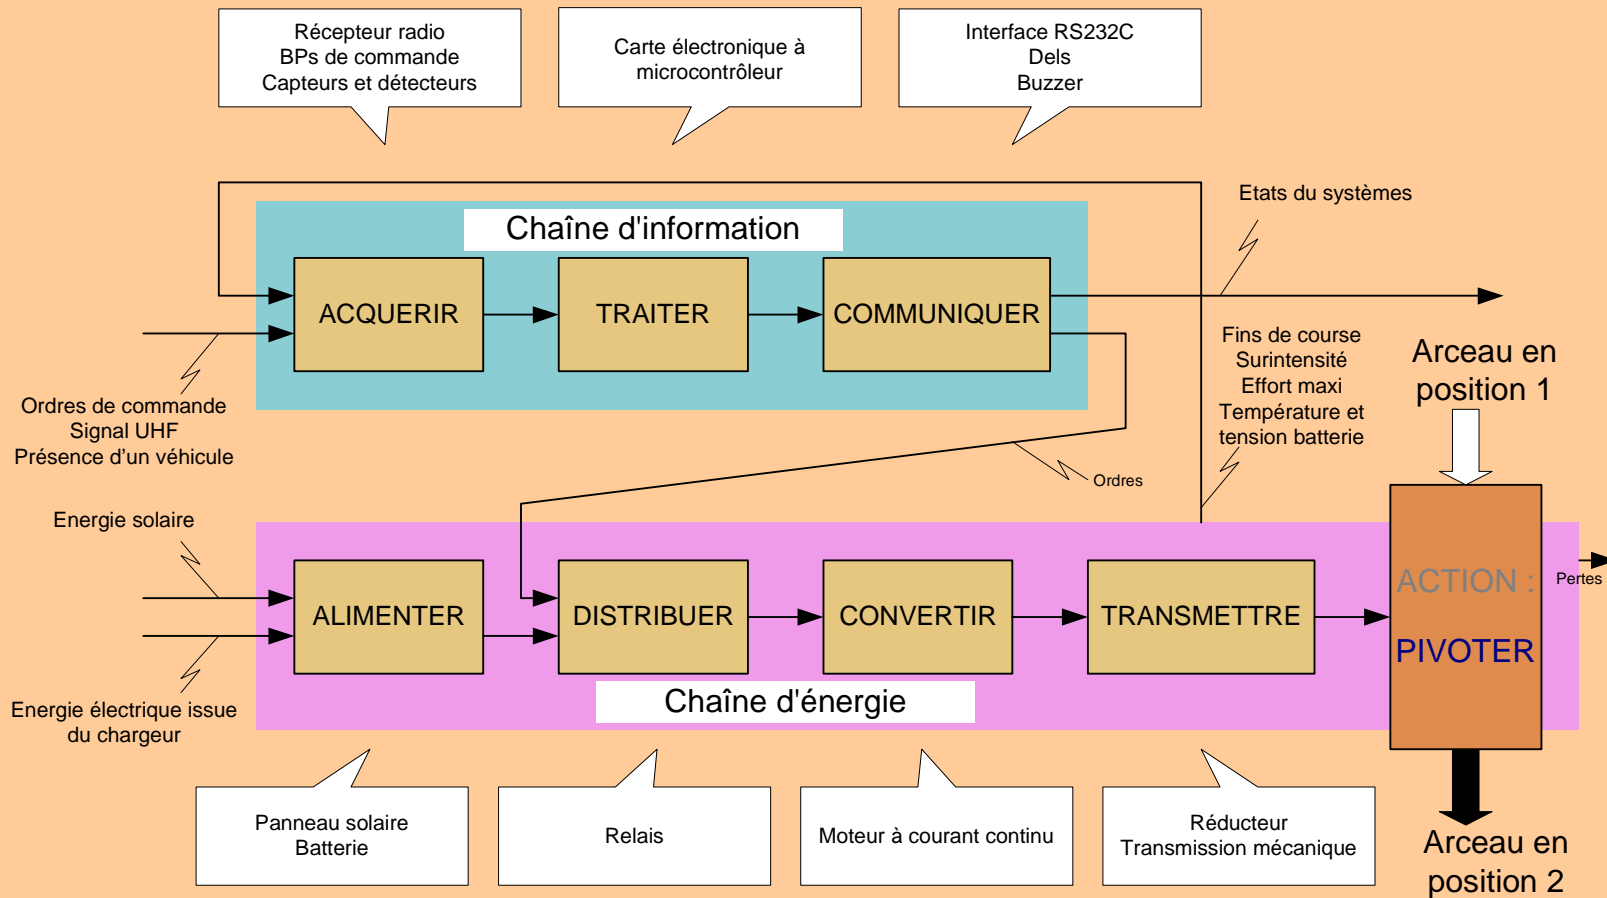 Récepteur radio
BPs de commande
Capteurs et détecteurs
Carte électronique à
microcontrôleur
Interface RS232C
Dels
Buzzer
Etats du systèmes
Chaîne d'information
ACQUERIR
TRAITER
COMMUNIQUER
Ordres de commande
Signal UHF
Présence d'un véhicule
Fins de course
Surintensité
Effort maxi
Température et
tension batterie
Arceau en
position 1
Ordres
Energie solaire
Energie électrique issue
du chargeur
ALIMENTER
DISTRIBUER
CONVERTIR
TRANSMETTRE
ACTION :
PIVOTER
Pertes
Chaîne d'énergie
Panneau solaire
Batterie
Relais
Moteur à courant continu
Réducteur
Transmission mécanique
Arceau en
position 2